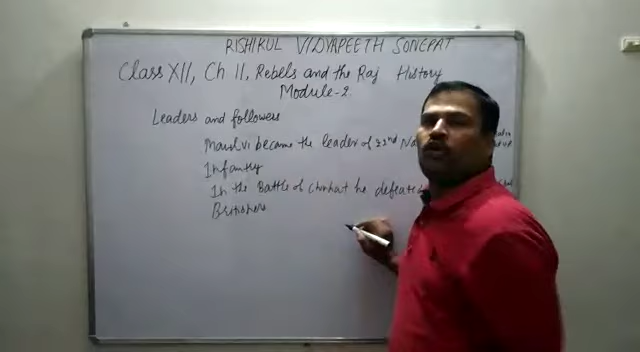 RISHIKUL VIDYAPEETH SONEPAT
Class XII, Ch 11, Rebels and the Raj History
Module-2
Leaders and followers
Maulvi became the leader of 22nd Na
Infantry
In the Battle of Chinhat he defeated
Britishers